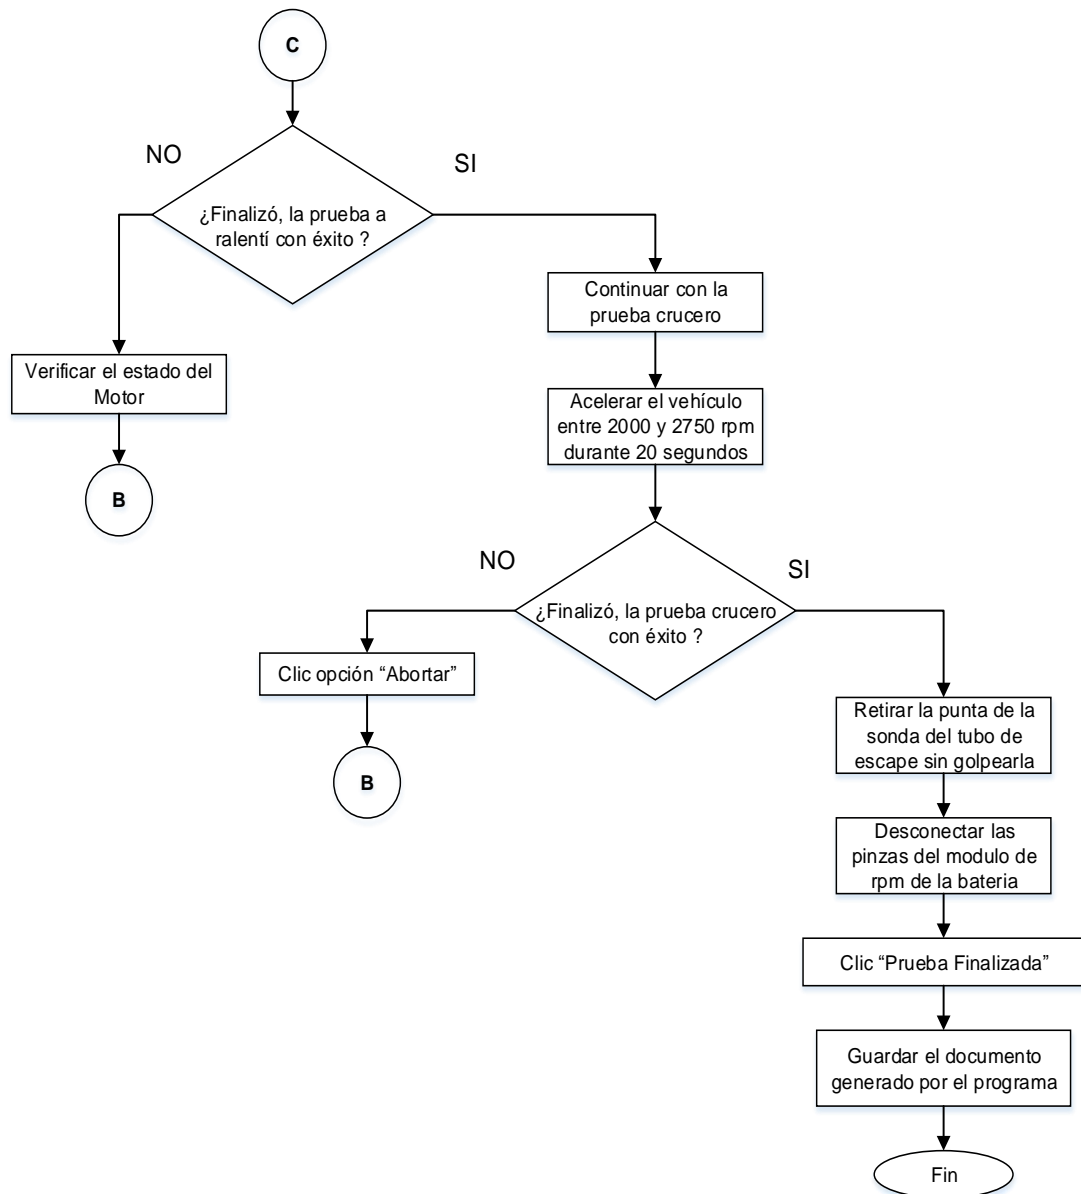 C
NO
SI
¿Finalizó, la prueba a
ralentí con éxito ?
Continuar con la
prueba crucero
Verificar el estado del
Motor
Acelerar el vehículo
entre 2000 y 2750 rpm
durante 20 segundos
B
NO
SI
¿Finalizó, la prueba crucero
con éxito ?
Clic opción “Abortar”
B
Retirar la punta de la
sonda del tubo de
escape sin golpearla
Desconectar las
pinzas del modulo de
rpm de la bateria
Clic “Prueba Finalizada”
Guardar el documento
generado por el programa
Fin